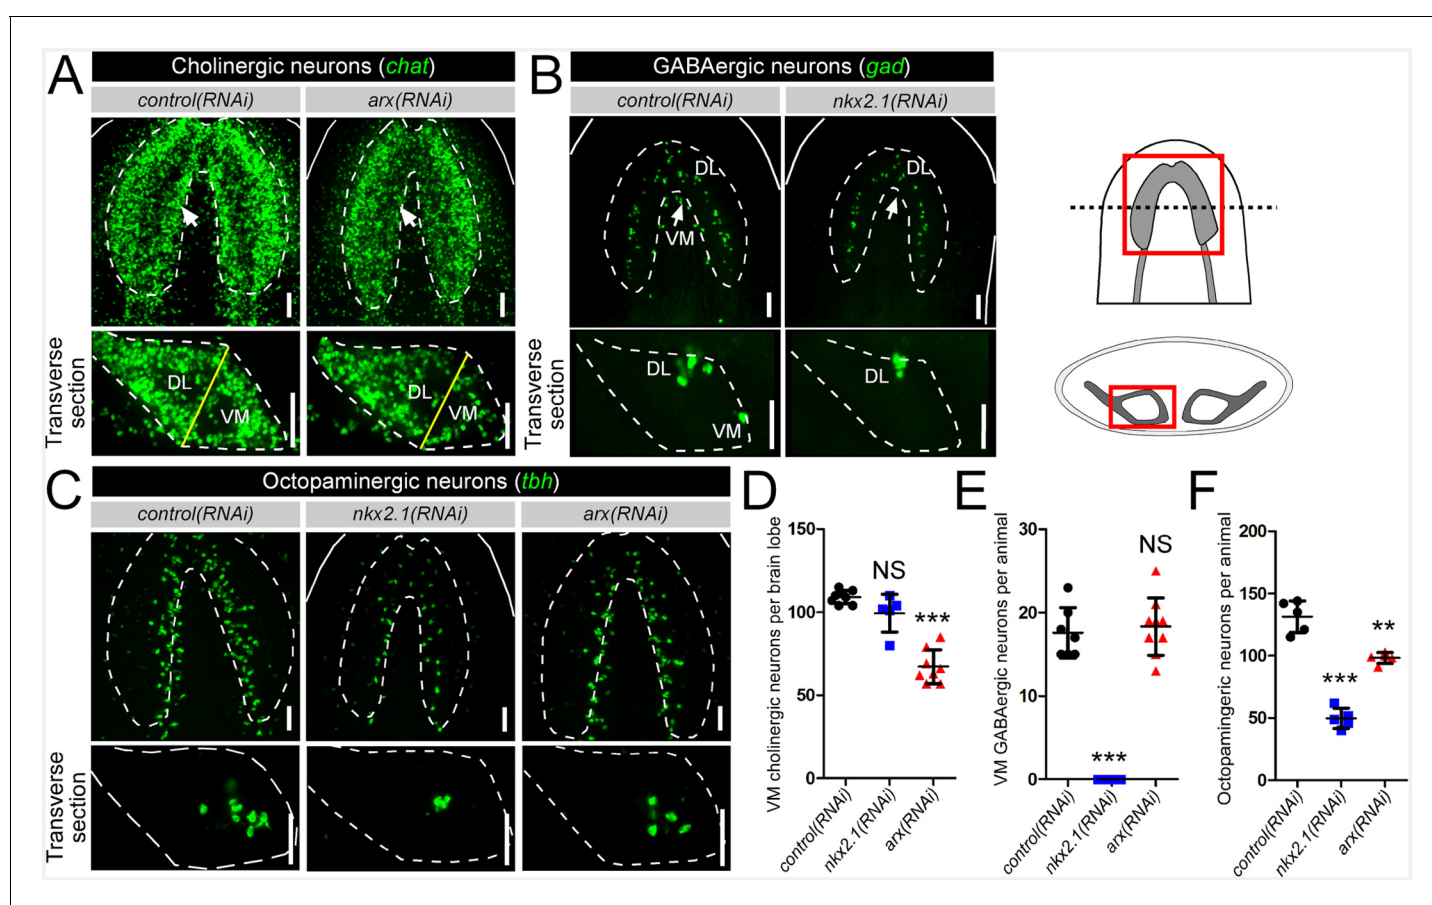 A
Cholinergic neurons (chat)
control(RNAi)
arx(RNAi)
Transverse
section
DL
VM
DL
VM
B
GABAergic neurons (gad)
control(RNAi)
nkx2.1(RNAi)
DL
VM
DL
Transverse
section
DL
VM
DL
C
Octopaminergic neurons (tbh)
control(RNAi)
nkx2.1(RNAi)
arx(RNAi)
Transverse
section
D
VM cholinergic neurons per brain lobe
150
100
50
0
NS
***
control(RNAi)
nkx2.1(RNAi)
arx(RNAi)
E
VM GABAergic neurons per animal
30
20
10
0
***
NS
control(RNAi)
nkx2.1(RNAi)
arx(RNAi)
F
Octopamingeric neurons per animal
200
150
100
50
0
***
**
control(RNAi)
nkx2.1(RNAi)
arx(RNAi)